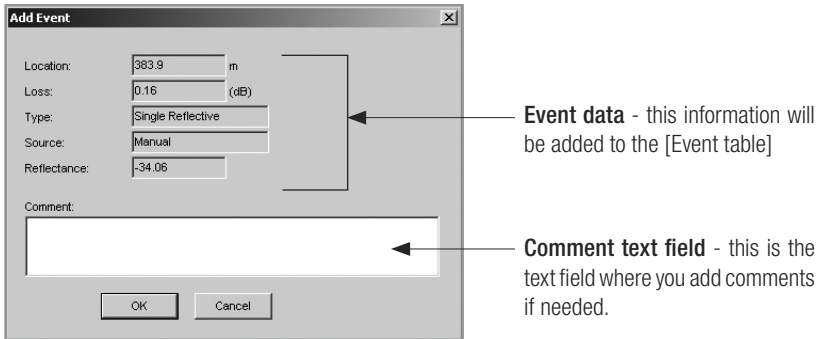 Add Event
Location: 383.9 m
Loss: 0.16 (dB)
Type: Single Reflective
Source: Manual
Reflectance: -34.06
Comment:
OK Cancel
Event data - this information will
be added to the [Event table]
Comment text field - this is the
text field where you add comments
if needed.